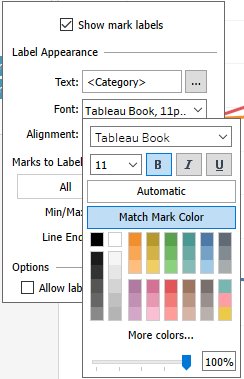 Show mark labels
Label Appearance
Text: <Category> ...
Font: Tableau Book, 11p..
Alignment:
Tableau Book
Marks to Label
11 B I U
All
Automatic
Min/Ma
Match Mark Color
Line End
Options
Allow lab
More colors...
100%